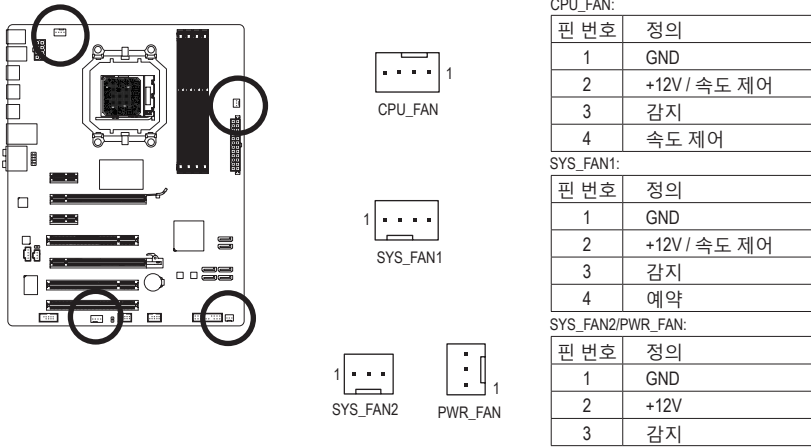 1
CPU_FAN
1
SYS_FAN1
1
SYS_FAN2
1
PWR_FAN
CPU_FAN:
핀 번호 정의
1 GND
2 +12V / 속도 제어
3 감지
4 속도 제어
SYS_FAN1:
핀 번호 정의
1 GND
2 +12V / 속도 제어
3 감지
4 예약
SYS_FAN2/PWR_FAN:
핀 번호 정의
1 GND
2 +12V
3 감지